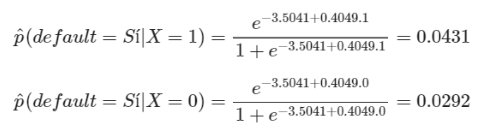 p̂(default = Sí|X = 1) = e^{−3.5041+0.4049.1} / 1 + e^{−3.5041+0.4049.1} = 0.0431
p̂(default = Sí|X = 0) = e^{−3.5041+0.4049.0} / 1 + e^{−3.5041+0.4049.0} = 0.0292